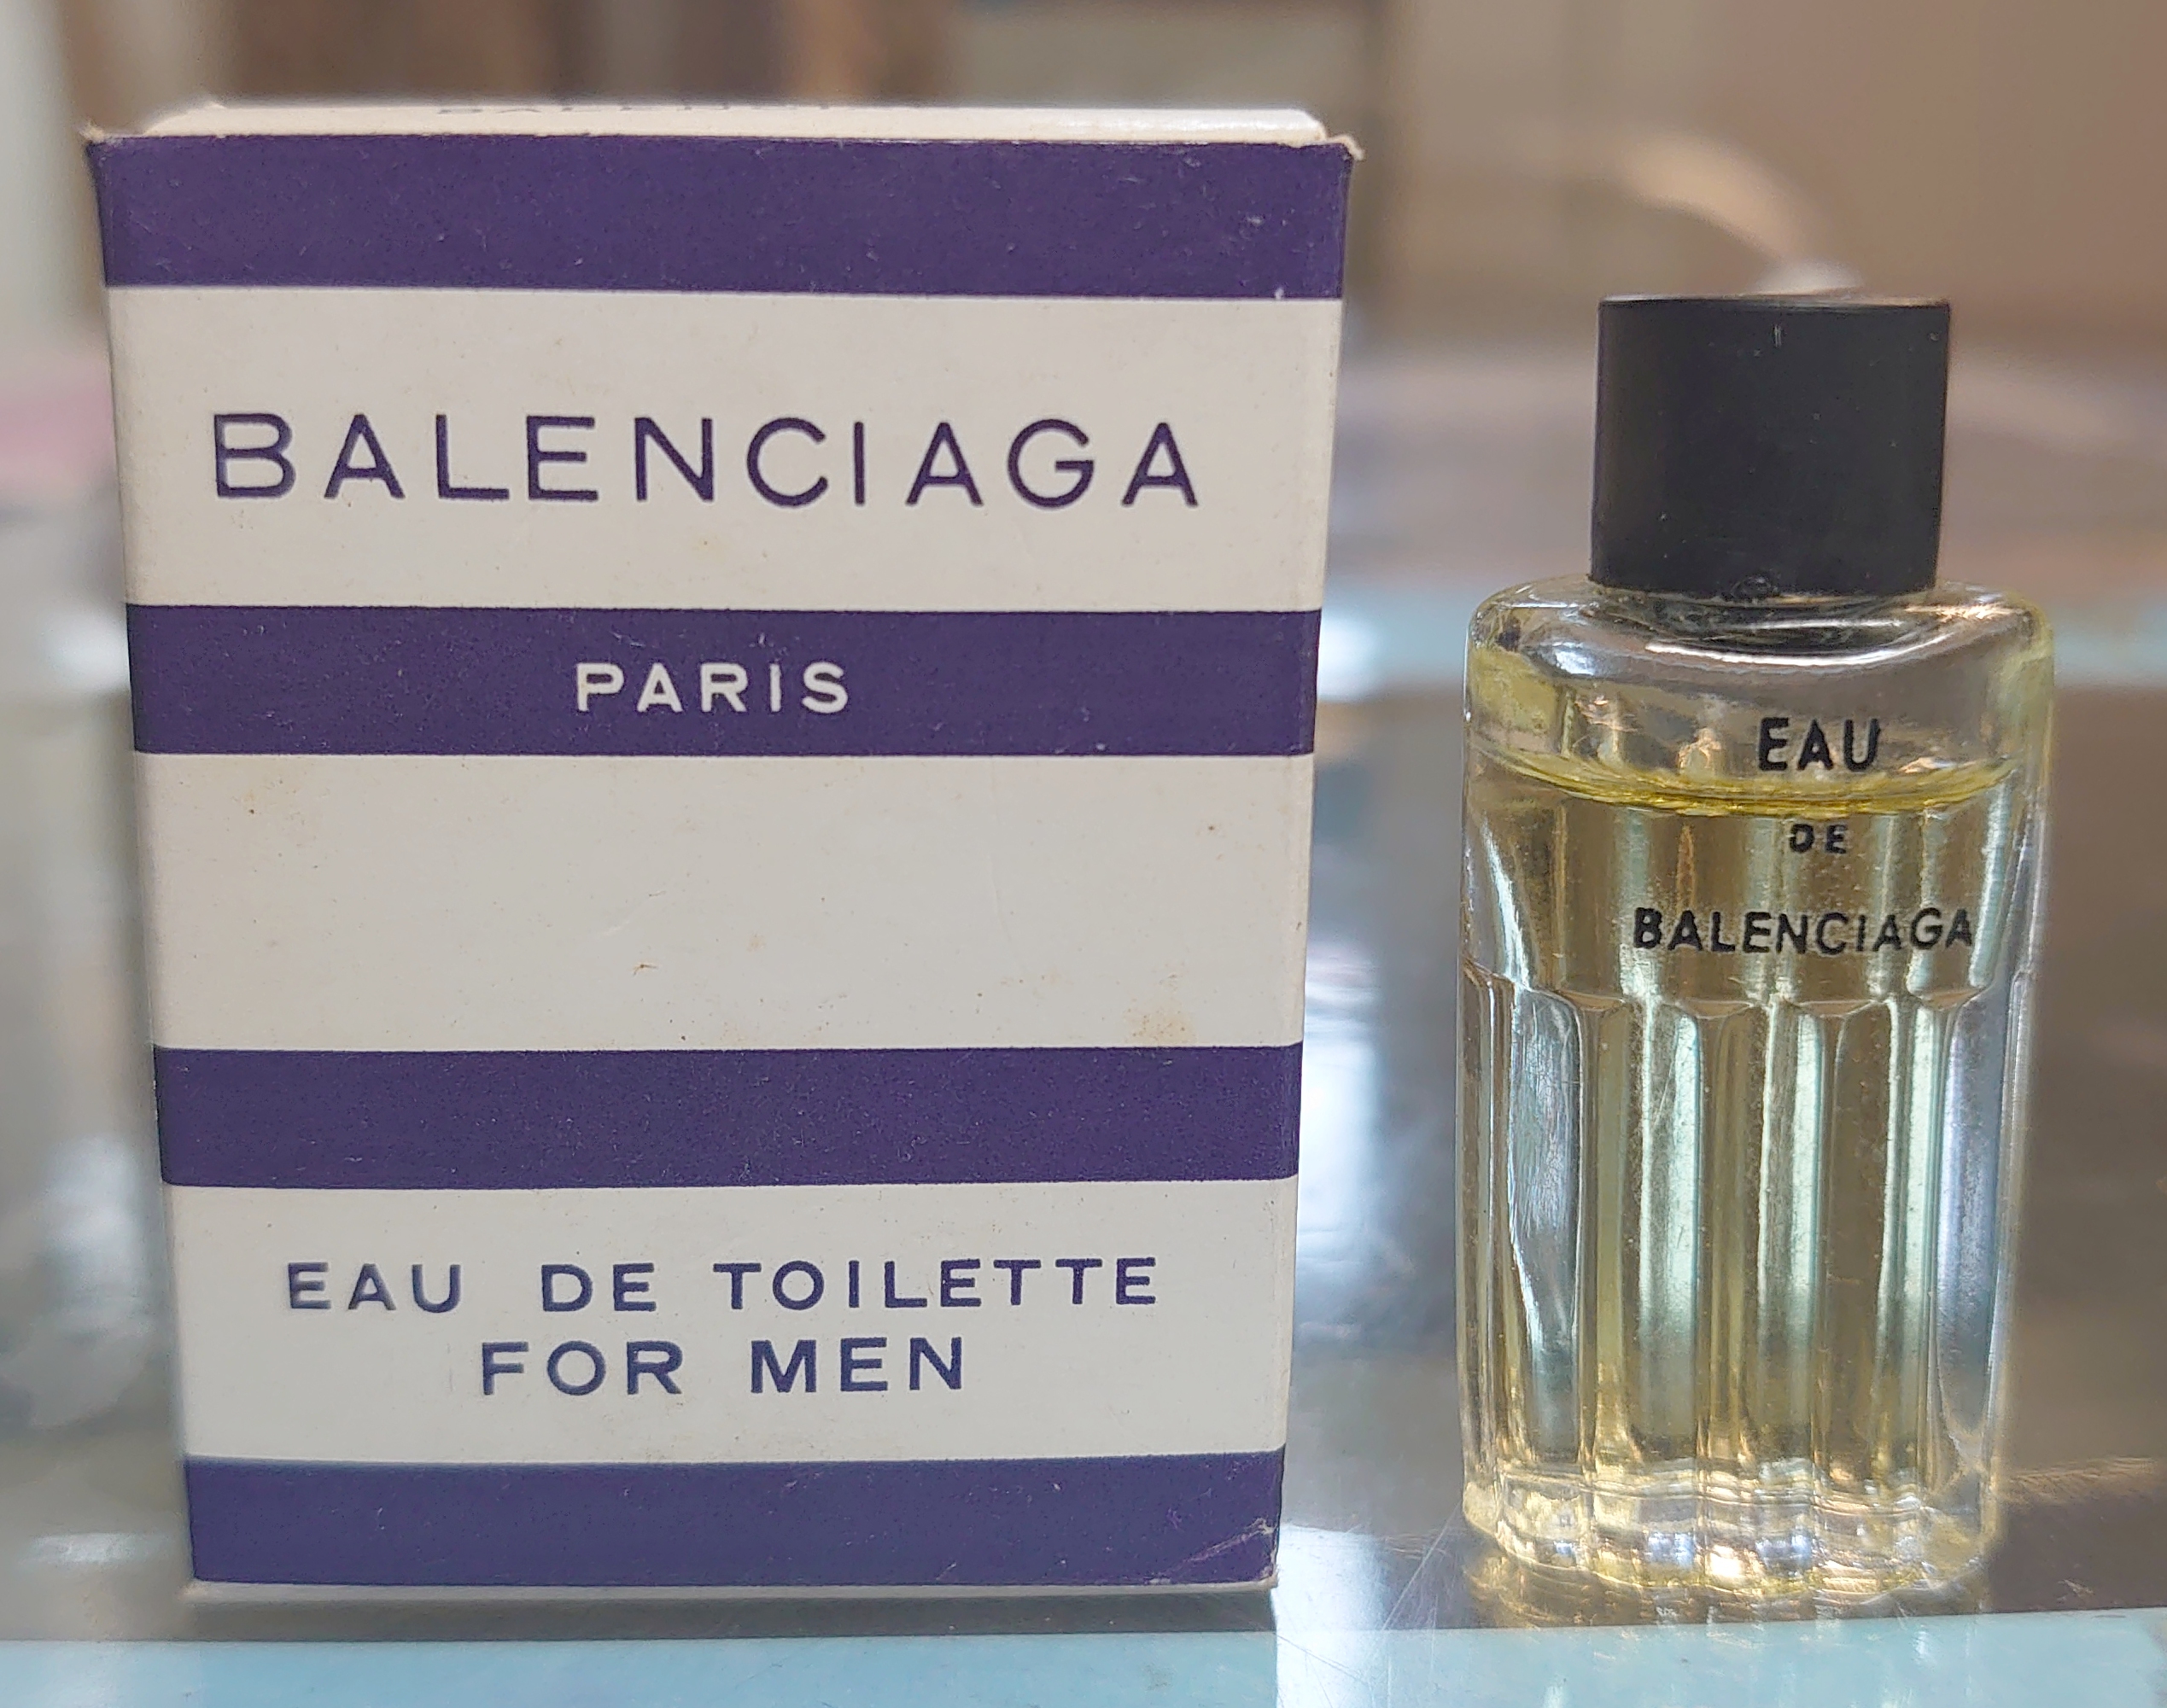 BALENCIAGA
PARIS
EAU DE TOILETTE
FOR MEN
EAU
DE
BALENCIAGA